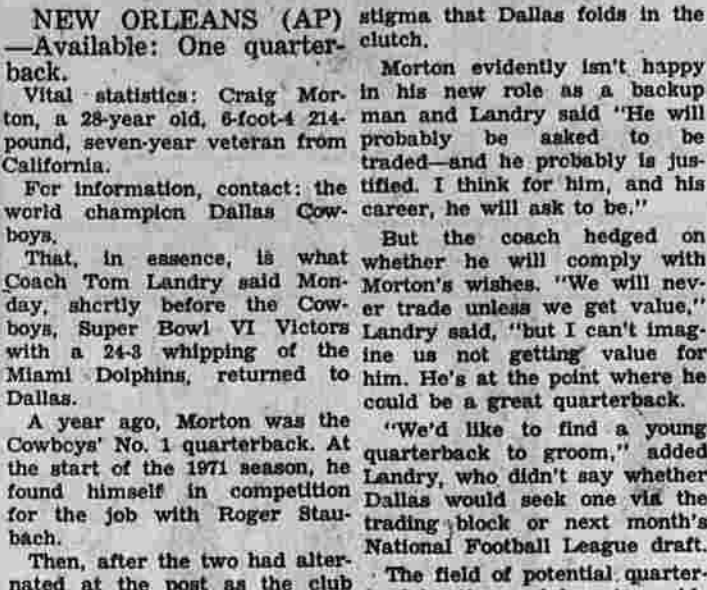 NEW ORLEANS (AP)
—Available: One quarter-
back.
Vital statistics: Craig Mor-
ton, a 28-year old, 6-foot-4 214-
pound, seven-year veteran from
California.
For information, contact: the
world champion Dallas Cow-
boys.
That, in essence, is what
Coach Tom Landry said Mon-
day, shortly before the Cow-
boys, Super Bowl VI Victors
with a 24-3 whipping of the
Miami Dolphins, returned to
Dallas.
A year ago, Morton was the
Cowboys' No. 1 quarterback. At
the start of the 1971 season, he
found himself in competition
for the job with Roger Stau-
bach.
Then, after the two had alter-
nated at the post as the club
stigma that Dallas folds in the
clutch.
Morton evidently isn't happy
in his new role as a backup
man and Landry said "He will
probably be asked to be
traded—and he probably is jus-
tified. I think for him, and his
career, he will ask to be."
But the coach hedged on
whether he will comply with
Morton's wishes. "We will nev-
er trade unless we get value,"
Landry said, "but I can't imag-
ine us not getting value for
him. He's at the point where he
could be a great quarterback.
"We'd like to find a young
quarterback to groom," added
Landry, who didn't say whether
Dallas would seek one via the
trading block or next month's
National Football League draft.
The field of potential quarter-